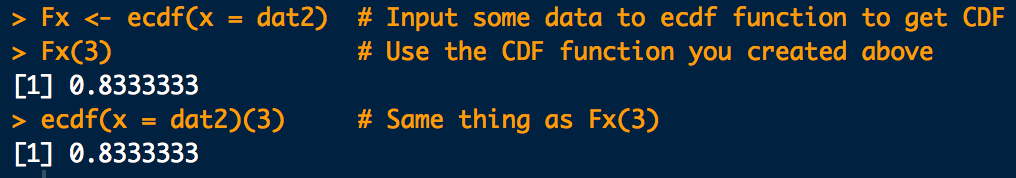 > Fx <- ecdf(x = dat2)  # Input some data to ecdf function to get CDF
> Fx(3)                # Use the CDF function you created above
[1] 0.8333333
> ecdf(x = dat2)(3)    # Same thing as Fx(3)
[1] 0.8333333